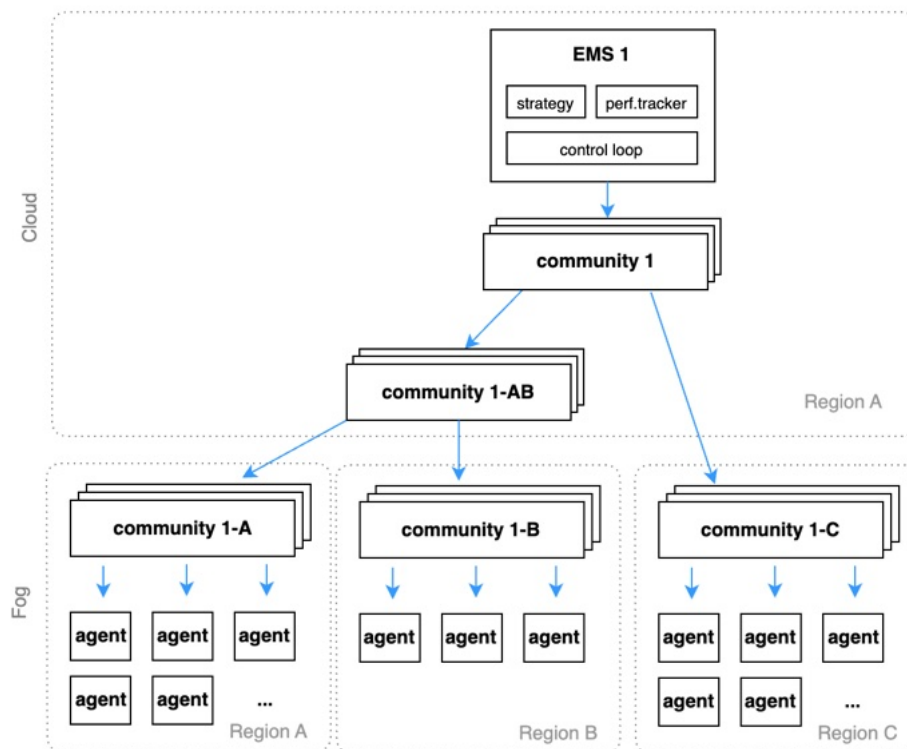 EMS 1
strategy perf.tracker
control loop
Cloud
community 1
community 1-AB
Region A
community 1-A community 1-B community 1-C
Fog
agent agent agent agent agent agent agent agent agent
agent agent ... agent agent ...
Region A Region B Region C